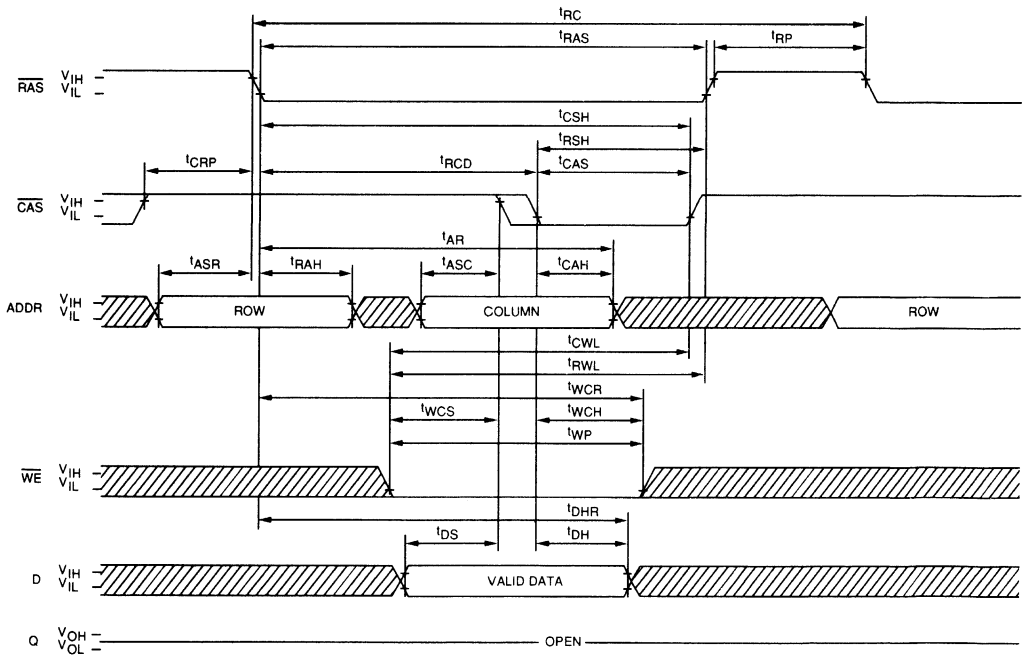 tRC
tRAS
tRP
RAS
VIH
VIL
tCSH
tRSH
tCRP
tRCD
tCAS
CAS
VIH
VIL
tAR
tASR
tRAH
tASC
tCAH
ADDR
VIH
VIL
ROW
COLUMN
ROW
tCWL
tRWL
tWCR
tWCS
tWCH
tWP
WE
VIH
VIL
tDHR
tDS
tDH
D
VIH
VIL
VALID DATA
Q
VOH
VOL
OPEN